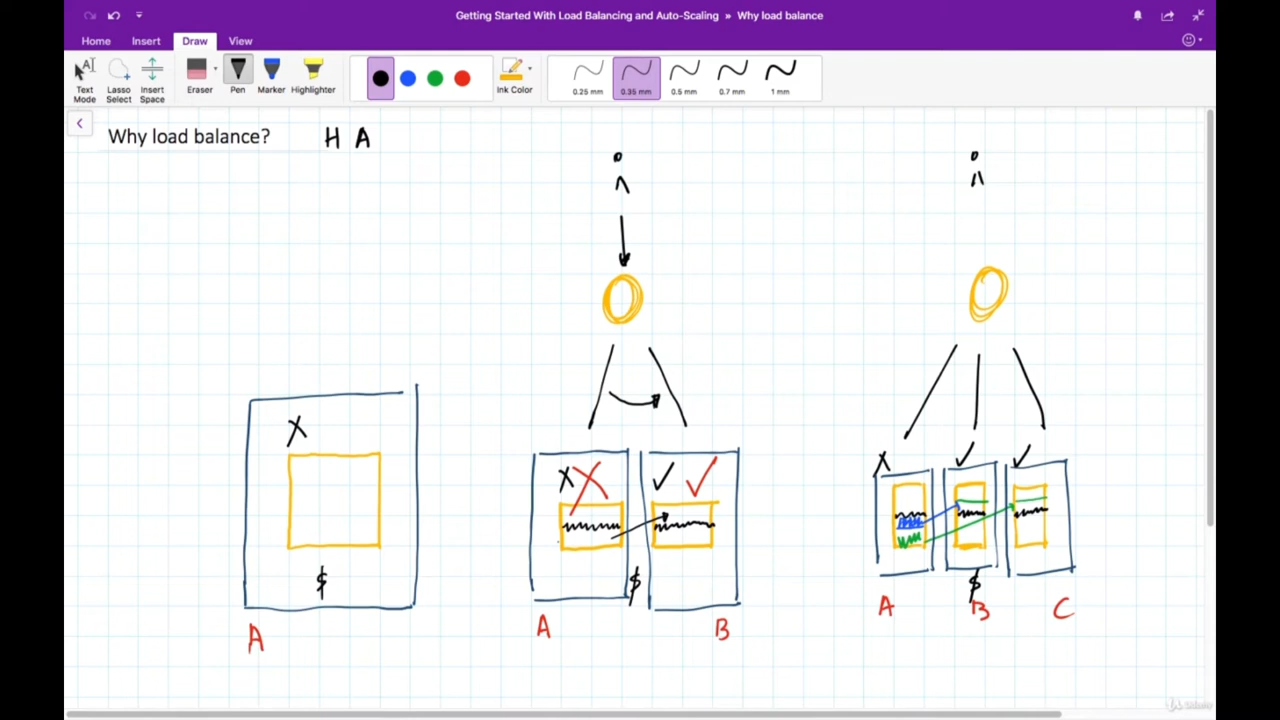 Getting Started With Load Balancing and Auto-Scaling » Why load balance
Home Insert Draw View
Text Mode
Lasso Select
Insert Space
Eraser
Pen
Marker
Highlighter
Ink Color
0.25 mm
0.35 mm
0.5 mm
0.7 mm
1 mm
Why load balance? H A
X
$
A
X X ✓ ✓
$
A B
X ✓ ✓
$
A B C